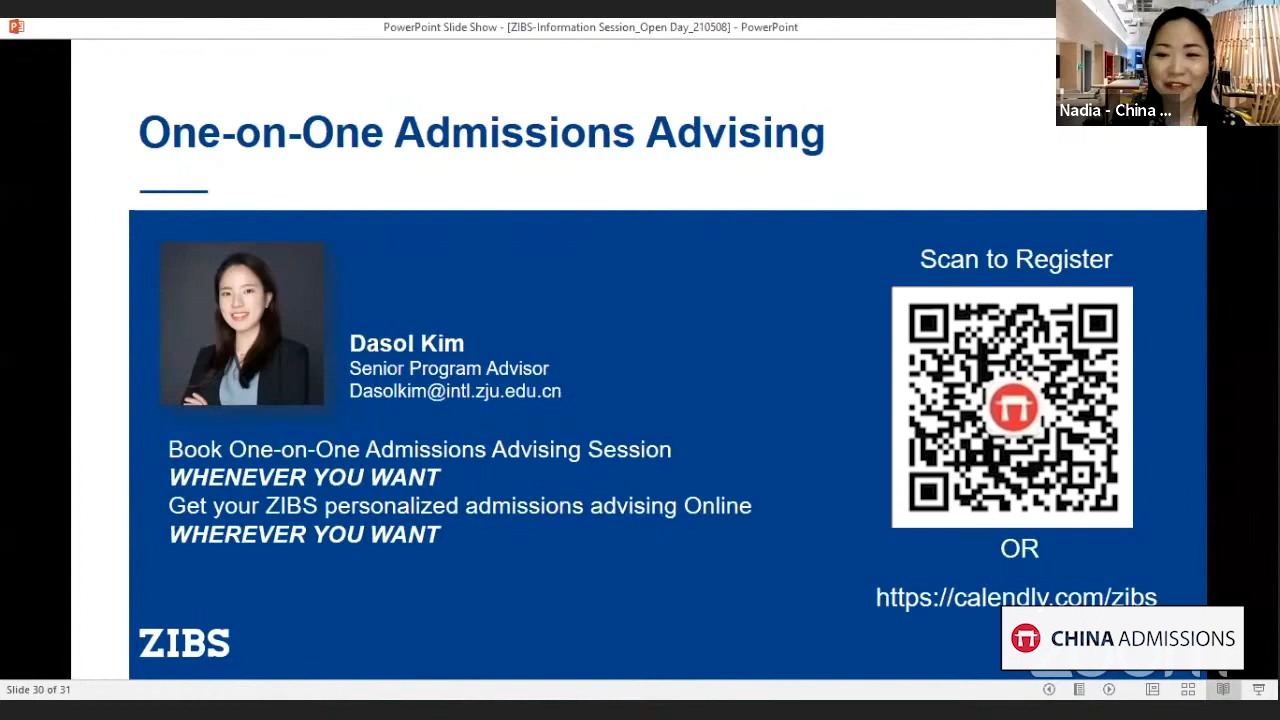 PowerPoint Slide Show - [ZIBS-Information Session_Open Day_210508] - PowerPoint
Nadia - China ...
One-on-One Admissions Advising
Scan to Register
Dasol Kim
Senior Program Advisor
Dasolkim@intl.zju.edu.cn
Book One-on-One Admissions Advising Session
WHENEVER YOU WANT
Get your ZIBS personalized admissions advising Online
WHEREVER YOU WANT
OR
https://calendly.com/zibs
ZIBS
CHINA ADMISSIONS
Slide 30 of 31